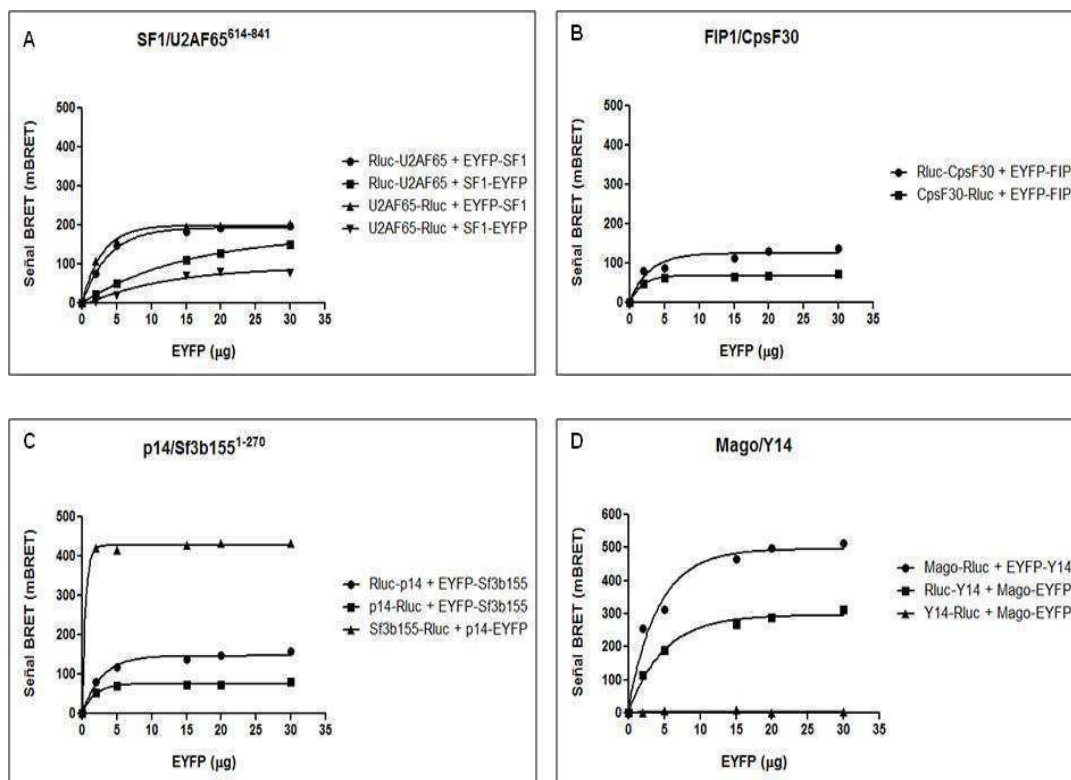 A
SF1/U2AF65⁶¹⁴⁻⁸⁴¹
Señal BRET (mBRET)
500
400
300
200
100
0
0 5 10 15 20 25 30 35
EYFP (µg)
Rluc-U2AF65 + EYFP-SF1
Rluc-U2AF65 + SF1-EYFP
U2AF65-Rluc + EYFP-SF1
U2AF65-Rluc + SF1-EYFP
B
FIP1/CpsF30
Señal BRET (mBRET)
500
400
300
200
100
0
0 5 10 15 20 25 30 35
EYFP (µg)
Rluc-CpsF30 + EYFP-FIP
CpsF30-Rluc + EYFP-FIP
C
p14/Sf3b155¹⁻²⁷⁰
Señal BRET (mBRET)
500
400
300
200
100
0
0 5 10 15 20 25 30 35
EYFP (µg)
Rluc-p14 + EYFP-Sf3b155
p14-Rluc + EYFP-Sf3b155
Sf3b155-Rluc + p14-EYFP
D
Mago/Y14
Señal BRET (mBRET)
600
500
400
300
200
100
0
0 5 10 15 20 25 30 35
EYFP (µg)
Mago-Rluc + EYFP-Y14
Rluc-Y14 + Mago-EYFP
Y14-Rluc + Mago-EYFP